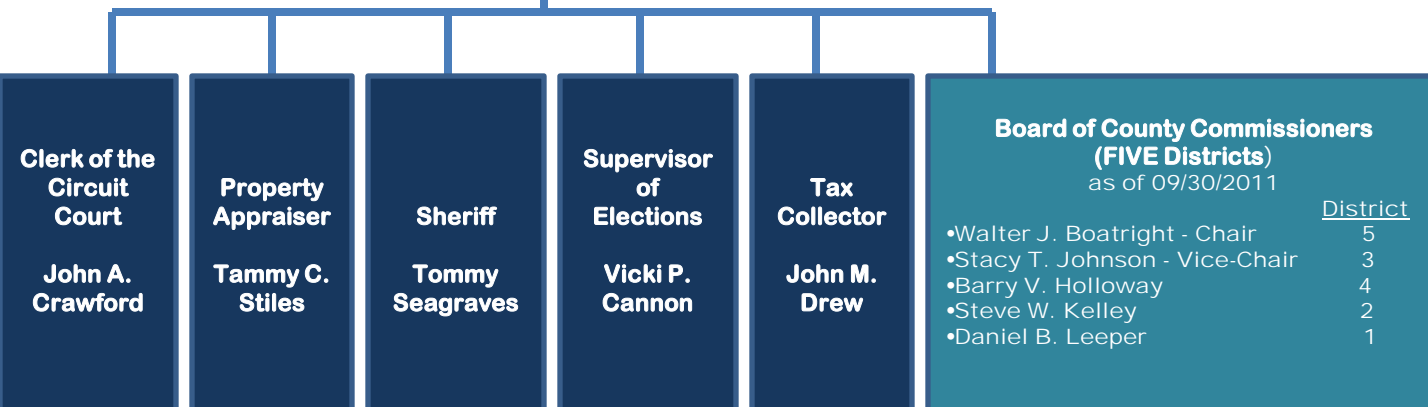 Clerk of the
Circuit
Court
John A.
Crawford
Property
Appraiser
Tammy C.
Stiles
Sheriff
Tommy
Seagraves
Supervisor
of
Elections
Vicki P.
Cannon
Tax
Collector
John M.
Drew
Board of County Commissioners
(FIVE Districts)
as of 09/30/2011
District
•Walter J. Boatright - Chair 5
•Stacy T. Johnson - Vice-Chair 3
•Barry V. Holloway 4
•Steve W. Kelley 2
•Daniel B. Leeper 1